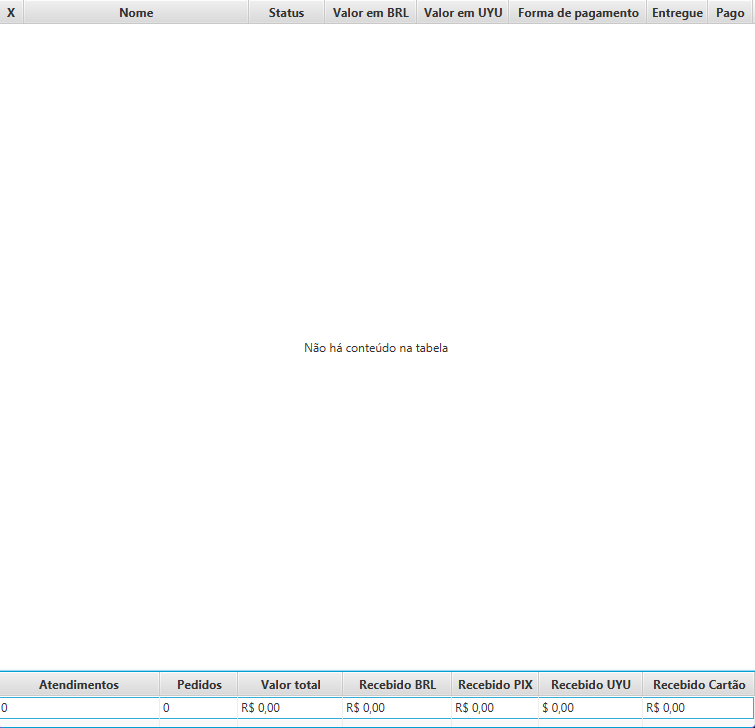 X Nome Status Valor em BRL Valor em UYU Forma de pagamento Entregue Pago
Não há conteúdo na tabela
Atendimentos Pedidos Valor total Recebido BRL Recebido PIX Recebido UYU Recebido Cartão
0 0 R$ 0,00 R$ 0,00 R$ 0,00 $ 0,00 R$ 0,00